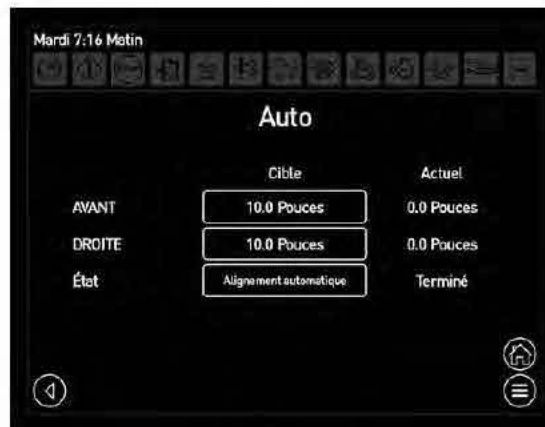 Mardi 7:16 Matin
Auto
Cible Actuel
AVANT 10.0 Pouces 0.0 Pouces
DROITE 10.0 Pouces 0.0 Pouces
État Alignement automatique Terminé